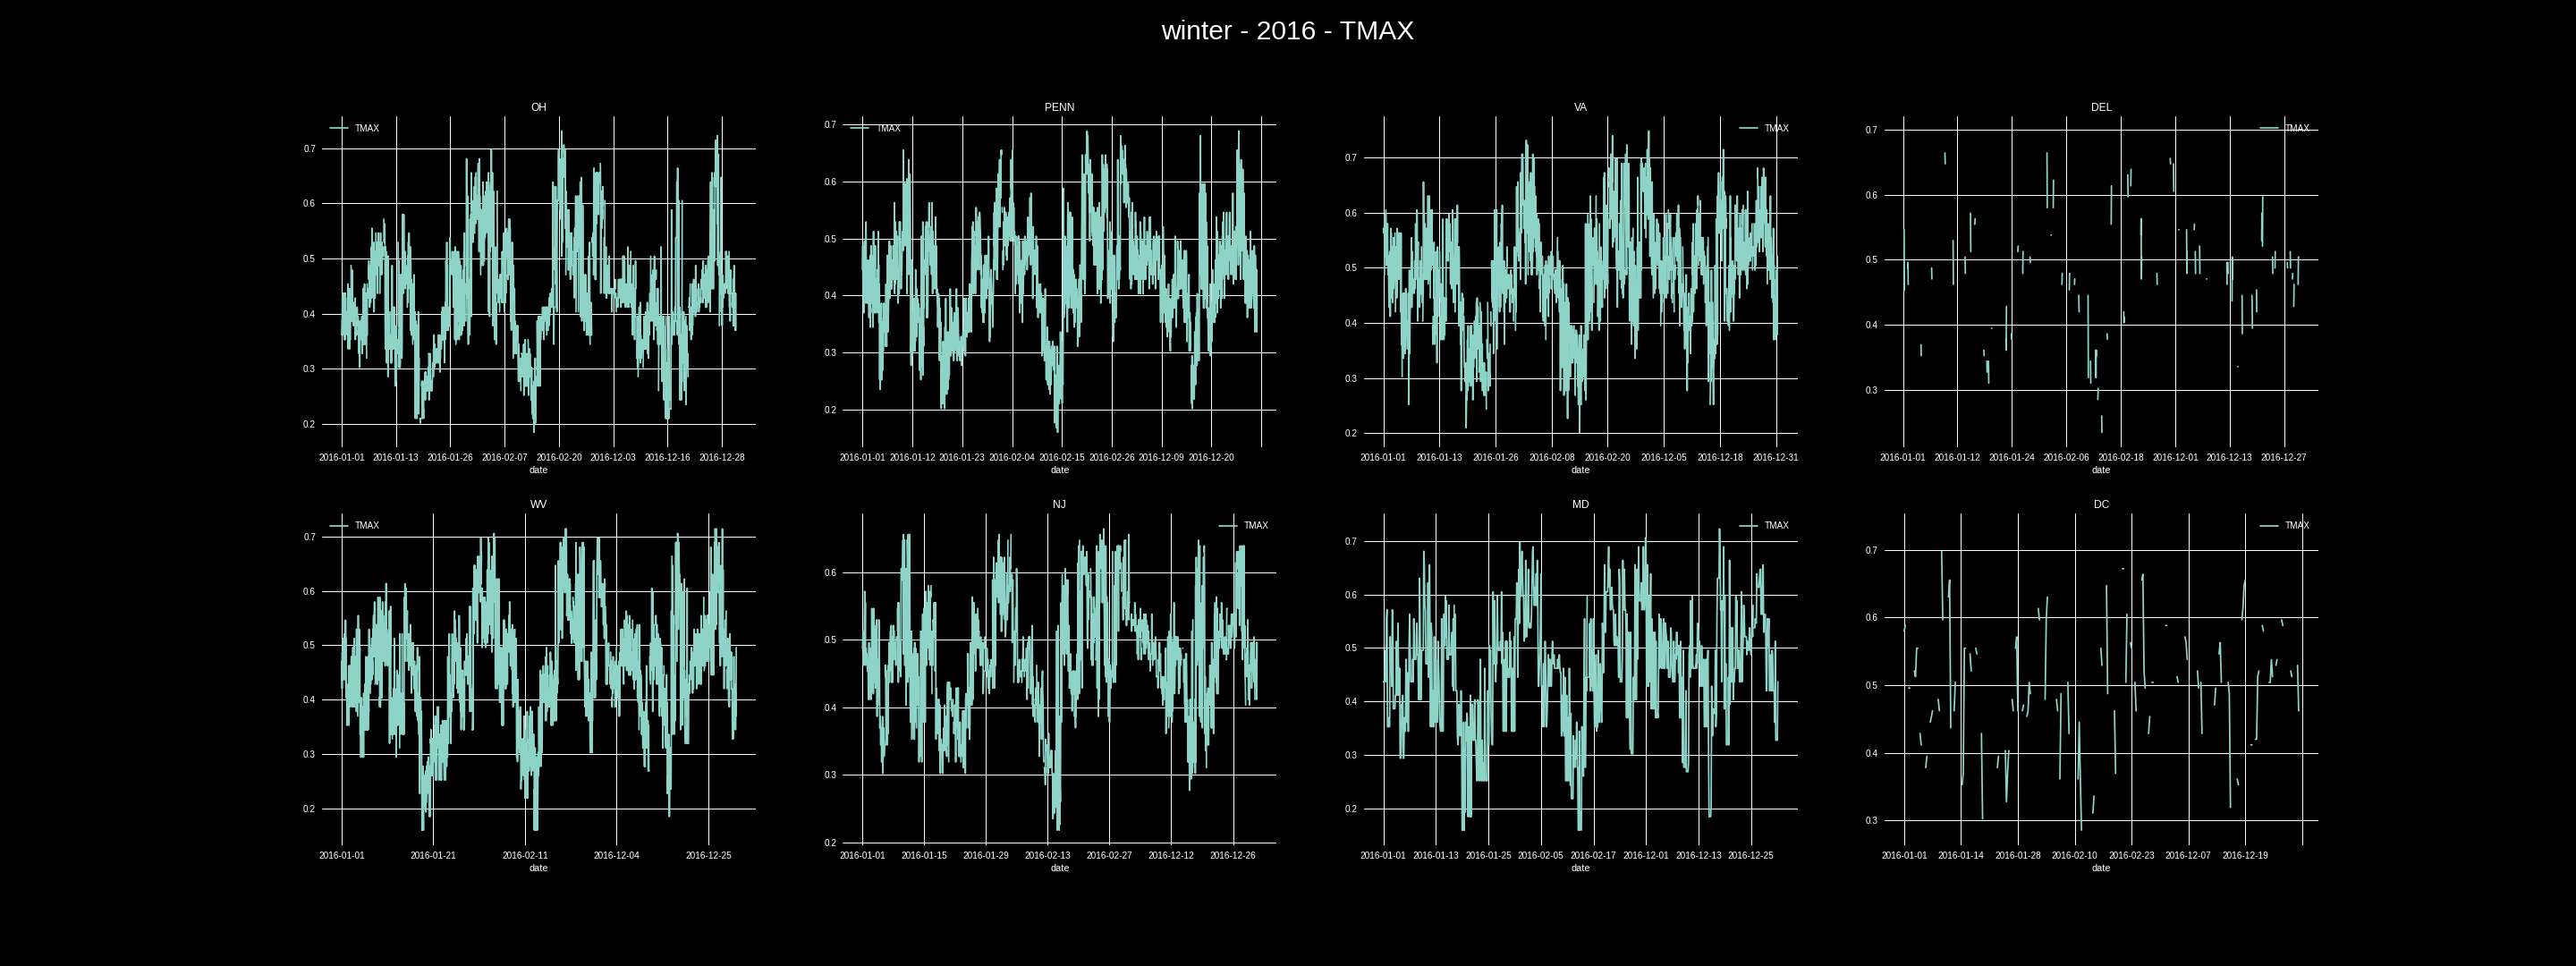 winter - 2016 - TMAX
OH
TMAX
0.7
0.6
0.5
0.4
0.3
0.2
2016-01-01 2016-01-13 2016-01-26 2016-02-07 2016-02-20 2016-12-03 2016-12-16 2016-12-28
date
PENN
TMAX
0.7
0.6
0.5
0.4
0.3
0.2
2016-01-01 2016-01-12 2016-01-23 2016-02-04 2016-02-15 2016-02-26 2016-12-09 2016-12-20
date
VA
TMAX
0.7
0.6
0.5
0.4
0.3
0.2
2016-01-01 2016-01-13 2016-01-26 2016-02-08 2016-02-20 2016-12-05 2016-12-18 2016-12-31
date
DEL
TMAX
0.7
0.6
0.5
0.4
0.3
2016-01-01 2016-01-12 2016-01-24 2016-02-06 2016-02-18 2016-12-01 2016-12-13 2016-12-27
date
WV
TMAX
0.7
0.6
0.5
0.4
0.3
0.2
2016-01-01 2016-01-21 2016-02-11 2016-12-04 2016-12-25
date
NJ
TMAX
0.6
0.5
0.4
0.3
0.2
2016-01-01 2016-01-15 2016-01-29 2016-02-13 2016-02-27 2016-12-12 2016-12-26
date
MD
TMAX
0.7
0.6
0.5
0.4
0.3
0.2
2016-01-01 2016-01-13 2016-01-25 2016-02-05 2016-02-17 2016-12-01 2016-12-13 2016-12-25
date
DC
TMAX
0.7
0.6
0.5
0.4
0.3
2016-01-01 2016-01-14 2016-01-28 2016-02-10 2016-02-23 2016-12-07 2016-12-19
date